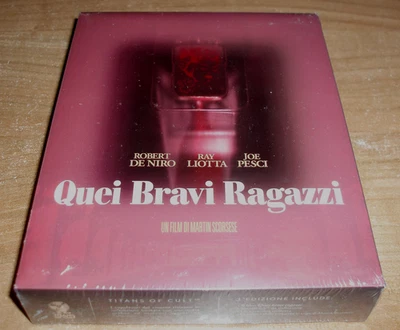 ROBERT DE NIRO
RAY LIOTTA
JOE PESCI
Quei Bravi Ragazzi
UN FILM DI MARTIN SCORSESE
TITANS OF CULT
L'EDIZIONE INCLUDE